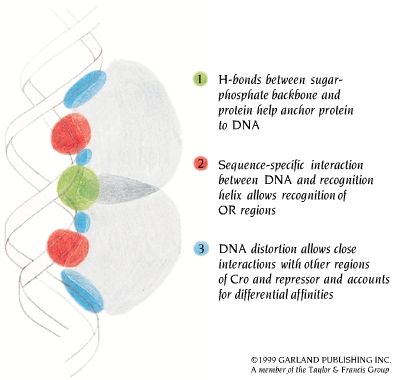 1 H-bonds between sugar-
phosphate backbone and
protein help anchor protein
to DNA
2 Sequence-specific interaction
between DNA and recognition
helix allows recognition of
OR regions
3 DNA distortion allows close
interactions with other regions
of Cro and repressor and accounts
for differential affinities
©1999 GARLAND PUBLISHING INC.
A member of the Taylor & Francis Group